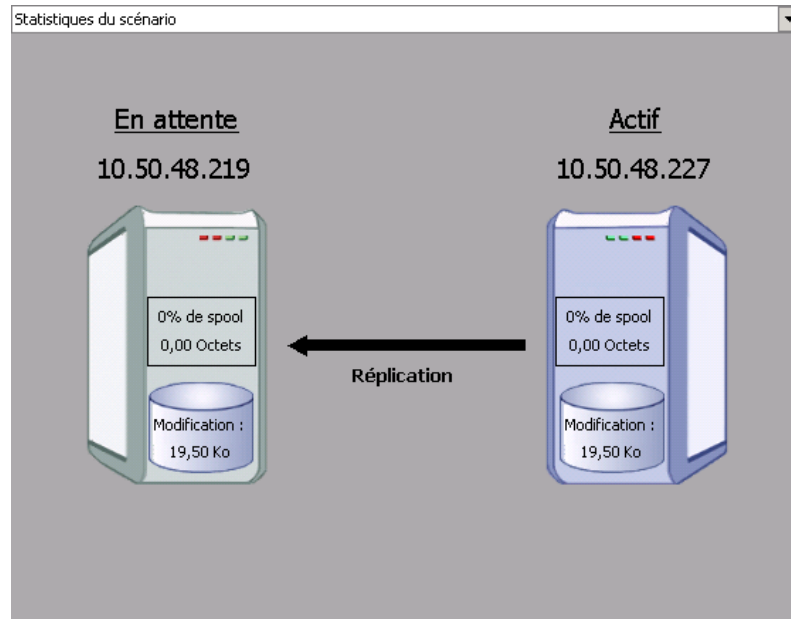 Statistiques du scénario
En attente
10.50.48.219
Actif
10.50.48.227
0% de spool
0,00 Octets
Modification :
19,50 Ko
Réplication
0% de spool
0,00 Octets
Modification :
19,50 Ko